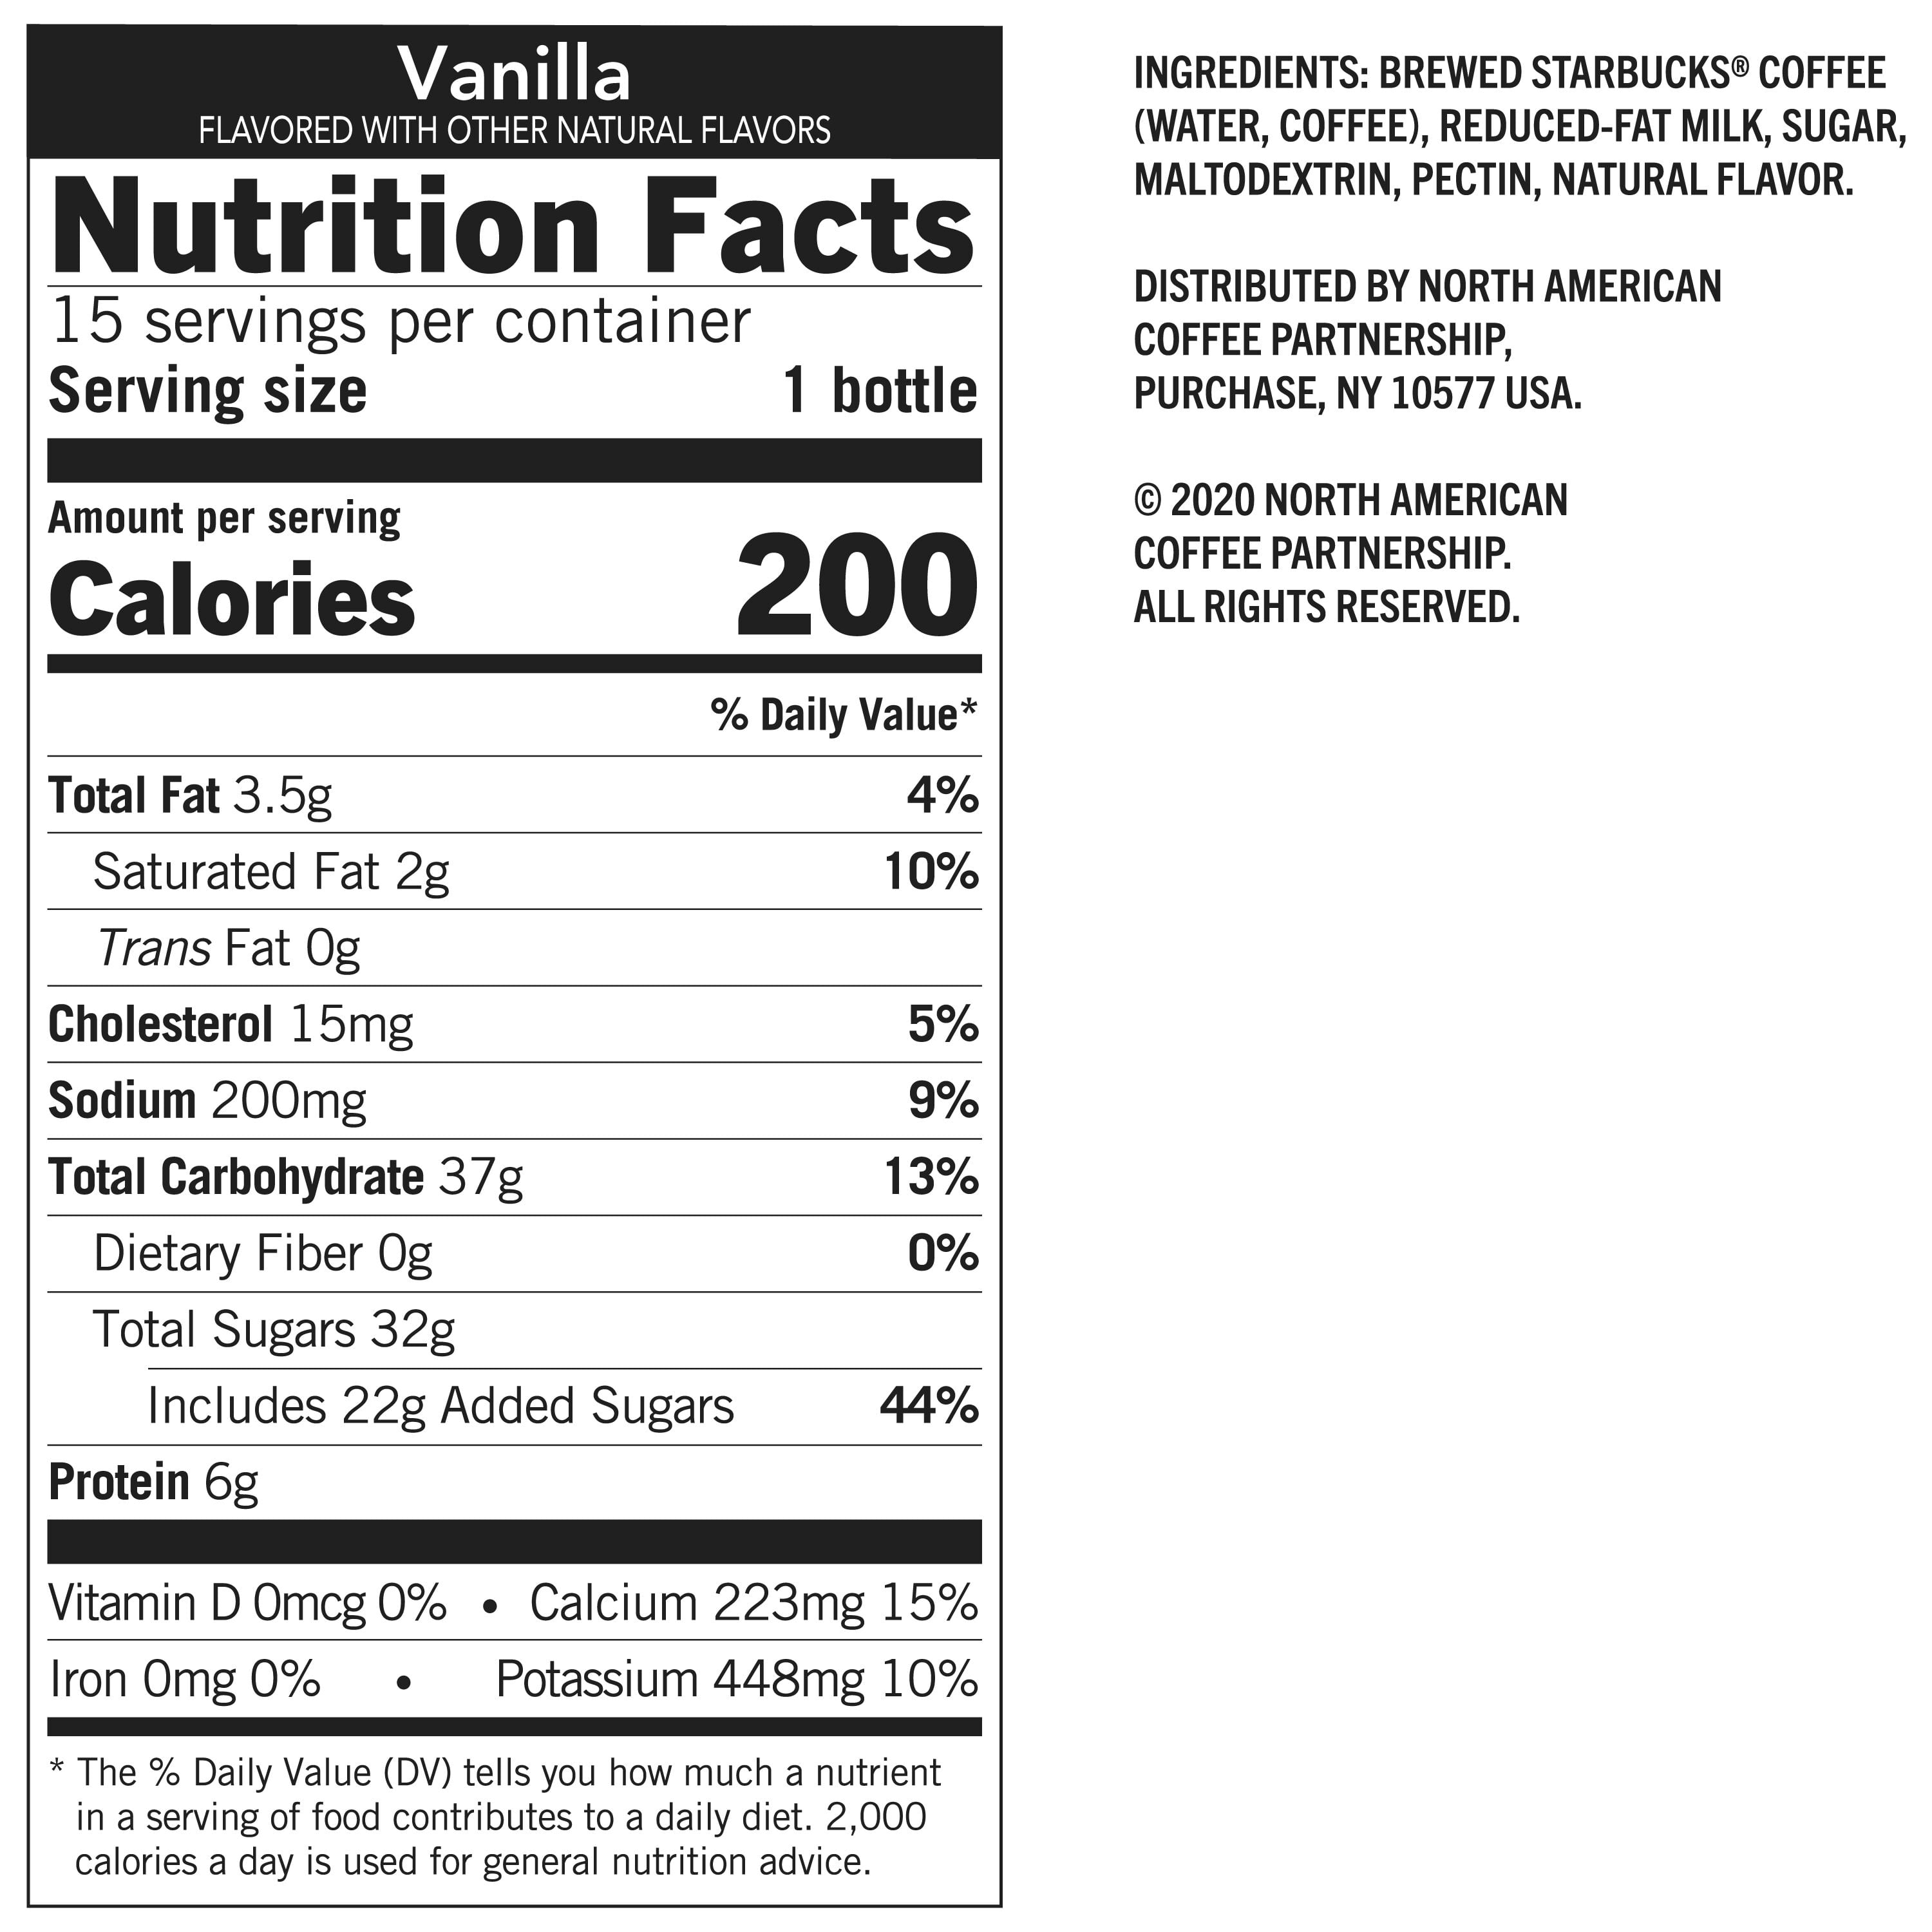 Vanilla
FLAVORED WITH OTHER NATURAL FLAVORS
Nutrition Facts
15 servings per container
Serving size 1 bottle
Amount per serving
Calories 200
% Daily Value*
Total Fat 3.5g 4%
Saturated Fat 2g 10%
Trans Fat 0g
Cholesterol 15mg 5%
Sodium 200mg 9%
Total Carbohydrate 37g 13%
Dietary Fiber 0g 0%
Total Sugars 32g
Includes 22g Added Sugars 44%
Protein 6g
Vitamin D 0mcg 0% • Calcium 223mg 15%
Iron 0mg 0% • Potassium 448mg 10%
* The % Daily Value (DV) tells you how much a nutrient
in a serving of food contributes to a daily diet. 2,000
calories a day is used for general nutrition advice.
INGREDIENTS: BREWED STARBUCKS® COFFEE
(WATER, COFFEE), REDUCED-FAT MILK, SUGAR,
MALTODEXTRIN, PECTIN, NATURAL FLAVOR.
DISTRIBUTED BY NORTH AMERICAN
COFFEE PARTNERSHIP,
PURCHASE, NY 10577 USA.
© 2020 NORTH AMERICAN
COFFEE PARTNERSHIP.
ALL RIGHTS RESERVED.